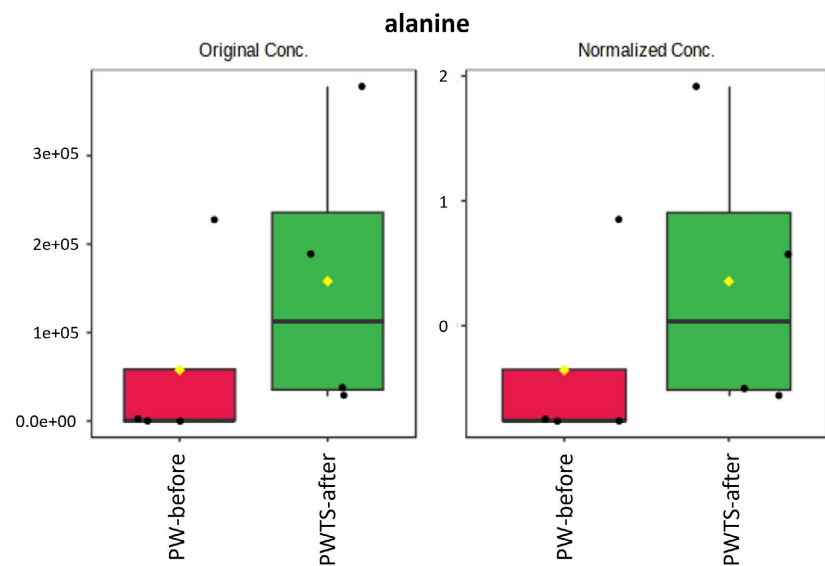 alanine
Original Conc.
Normalized Conc.
3e+05
2e+05
1e+05
0.0e+00
2
1
0
PW-before
PWTS-after
PW-before
PWTS-after